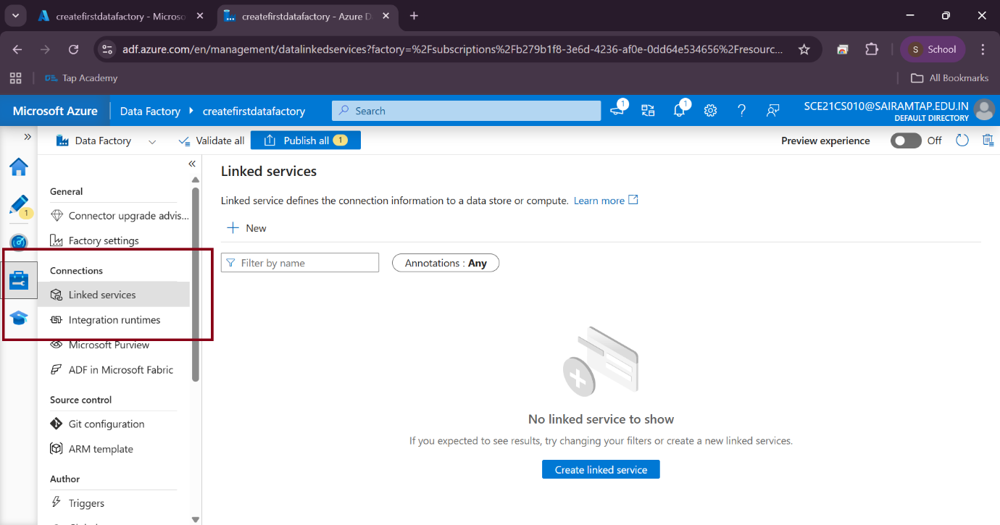 createfirstdatafactory - Microso
createfirstdatafactory - Azure D
adf.azure.com/en/management/datalinkedservices?factory=%2Fsubscriptions%2Fb279b1f8-3e6d-4236-af0e-0dd64e534656%2Fresourc...
S School
Tap Academy
All Bookmarks
Microsoft Azure
Data Factory
createfirstdatafactory
Search
1
1
SCE21CS010@SAIRAMTAP.EDU.IN
DEFAULT DIRECTORY
Data Factory
Validate all
Publish all 1
Preview experience
Off
1
General
Connector upgrade advis...
Factory settings
Connections
Linked services
Integration runtimes
Microsoft Purview
ADF in Microsoft Fabric
Source control
Git configuration
ARM template
Author
Triggers
Linked services
Linked service defines the connection information to a data store or compute. Learn more
New
Filter by name
Annotations : Any
No linked service to show
If you expected to see results, try changing your filters or create a new linked services.
Create linked service